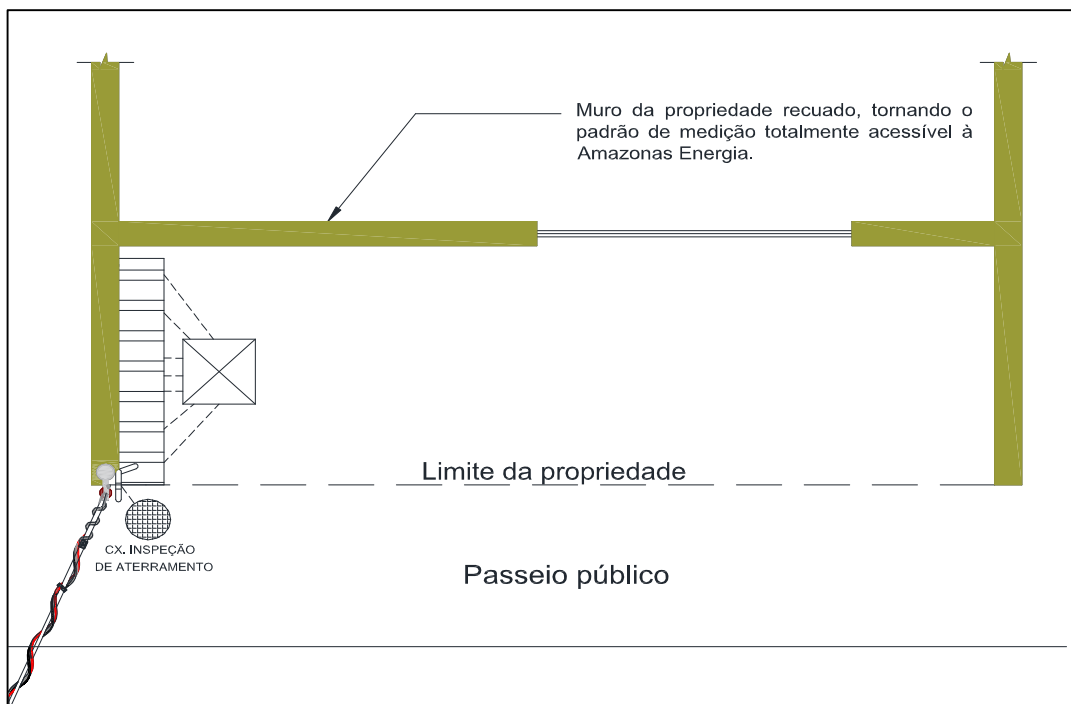 Muro da propriedade recuado, tornando o
padrão de medição totalmente acessível à
Amazonas Energia.
Limite da propriedade
CX. INSPEÇÃO
DE ATERRAMENTO
Passeio público